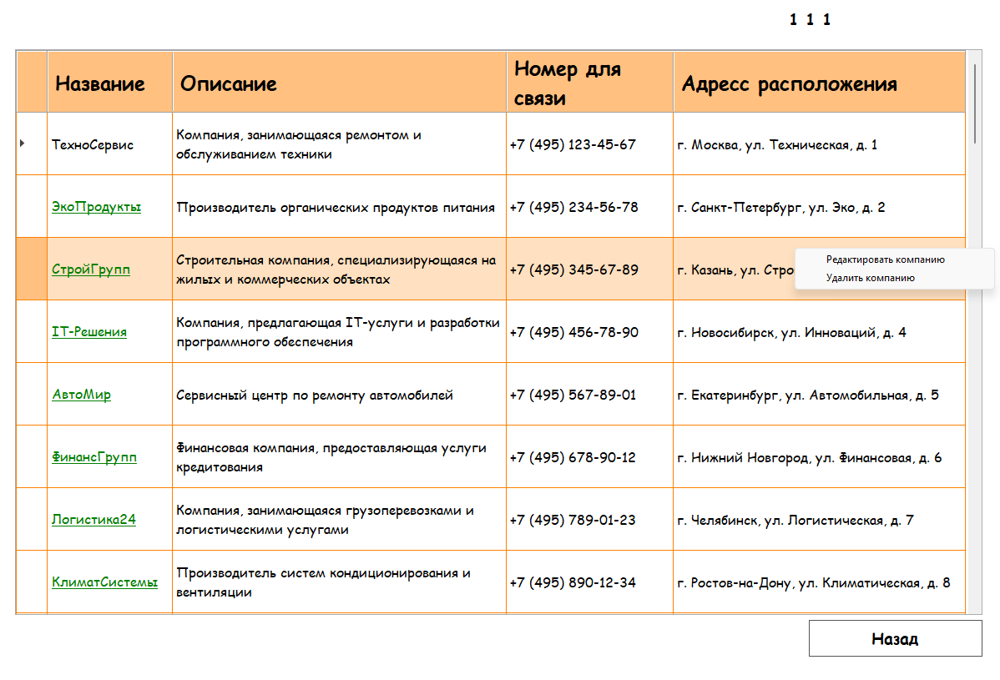 1 1 1
Название Описание Номер для связи Адресс расположения
ТехноСервис Компания, занимающаяся ремонтом и обслуживанием техники +7 (495) 123-45-67 г. Москва, ул. Техническая, д. 1
ЭкоПродукты Производитель органических продуктов питания +7 (495) 234-56-78 г. Санкт-Петербург, ул. Эко, д. 2
СтройГрупп Строительная компания, специализирующаяся на жилых и коммерческих объектах +7 (495) 345-67-89 г. Казань, ул. Стро
Редактировать компанию
Удалить компанию
IT-Решения Компания, предлагающая IT-услуги и разработки программного обеспечения +7 (495) 456-78-90 г. Новосибирск, ул. Инноваций, д. 4
АвтоМир Сервисный центр по ремонту автомобилей +7 (495) 567-89-01 г. Екатеринбург, ул. Автомобильная, д. 5
ФинансГрупп Финансовая компания, предоставляющая услуги кредитования +7 (495) 678-90-12 г. Нижний Новгород, ул. Финансовая, д. 6
Логистика24 Компания, занимающаяся грузоперевозками и логистическими услугами +7 (495) 789-01-23 г. Челябинск, ул. Логистическая, д. 7
КлиматСистемы Производитель систем кондиционирования и вентиляции +7 (495) 890-12-34 г. Ростов-на-Дону, ул. Климатическая, д. 8
Назад